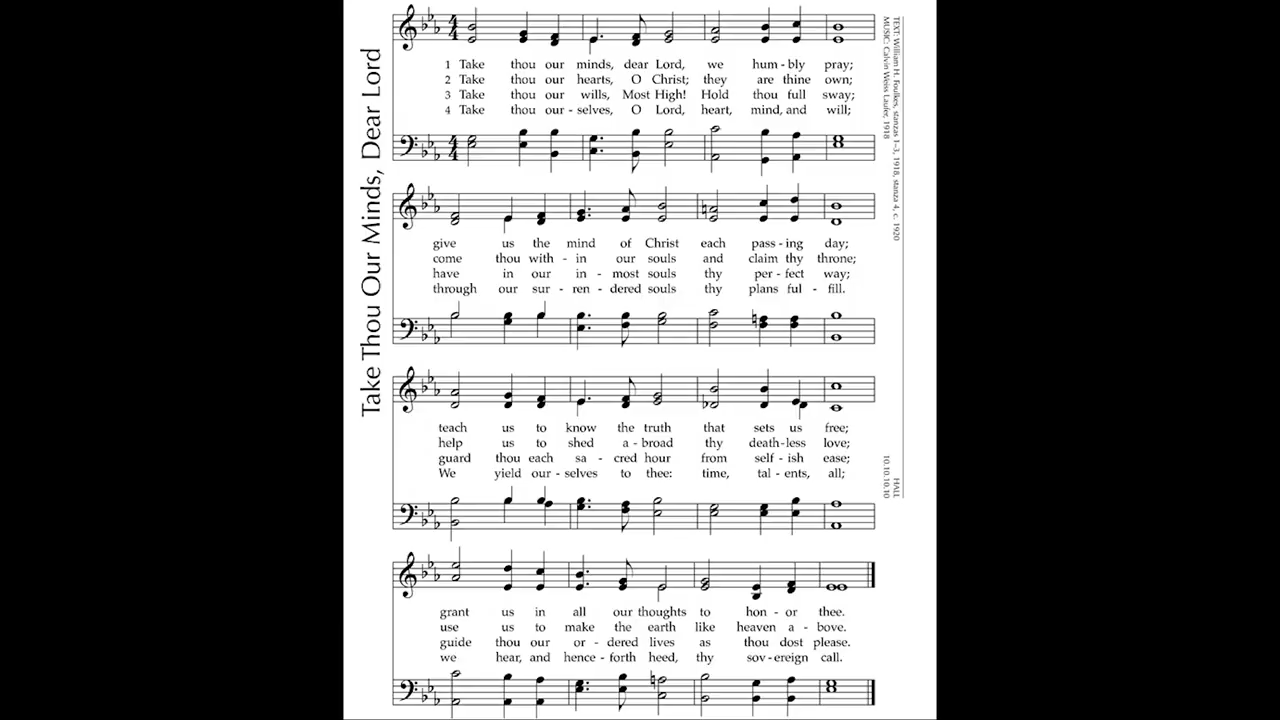 Take Thou Our Minds, Dear Lord
1 Take thou our minds, dear Lord, we hum - bly pray;
2 Take thou our hearts, O Christ; they are thine own;
3 Take thou our wills, Most High! Hold thou full sway;
4 Take thou our - selves, O Lord, heart, mind, and will;
give us the mind of Christ each pass - ing day;
come thou with - in our souls and claim thy throne;
have in our in - most souls thy per - fect way;
through our sur - ren - dered souls thy plans ful - fill.
teach us to know the truth that sets us free;
help us to shed a - broad thy death - less love;
guard thou each sa - cred hour from self - ish ease;
We yield our - selves to thee: time, tal - ents, all;
grant us in all our thoughts to hon - or thee.
use us to make the earth like heaven a - bove.
guide thou our or - dered lives as thou dost please.
we hear, and hence - forth heed, thy sov - ereign call.
TEXT: William H. Foulkes, stanzas 1–3, 1918, stanza 4, c. 1920
MUSIC: Calvin Weiss Laufer, 1918
HALL
10.10.10.10